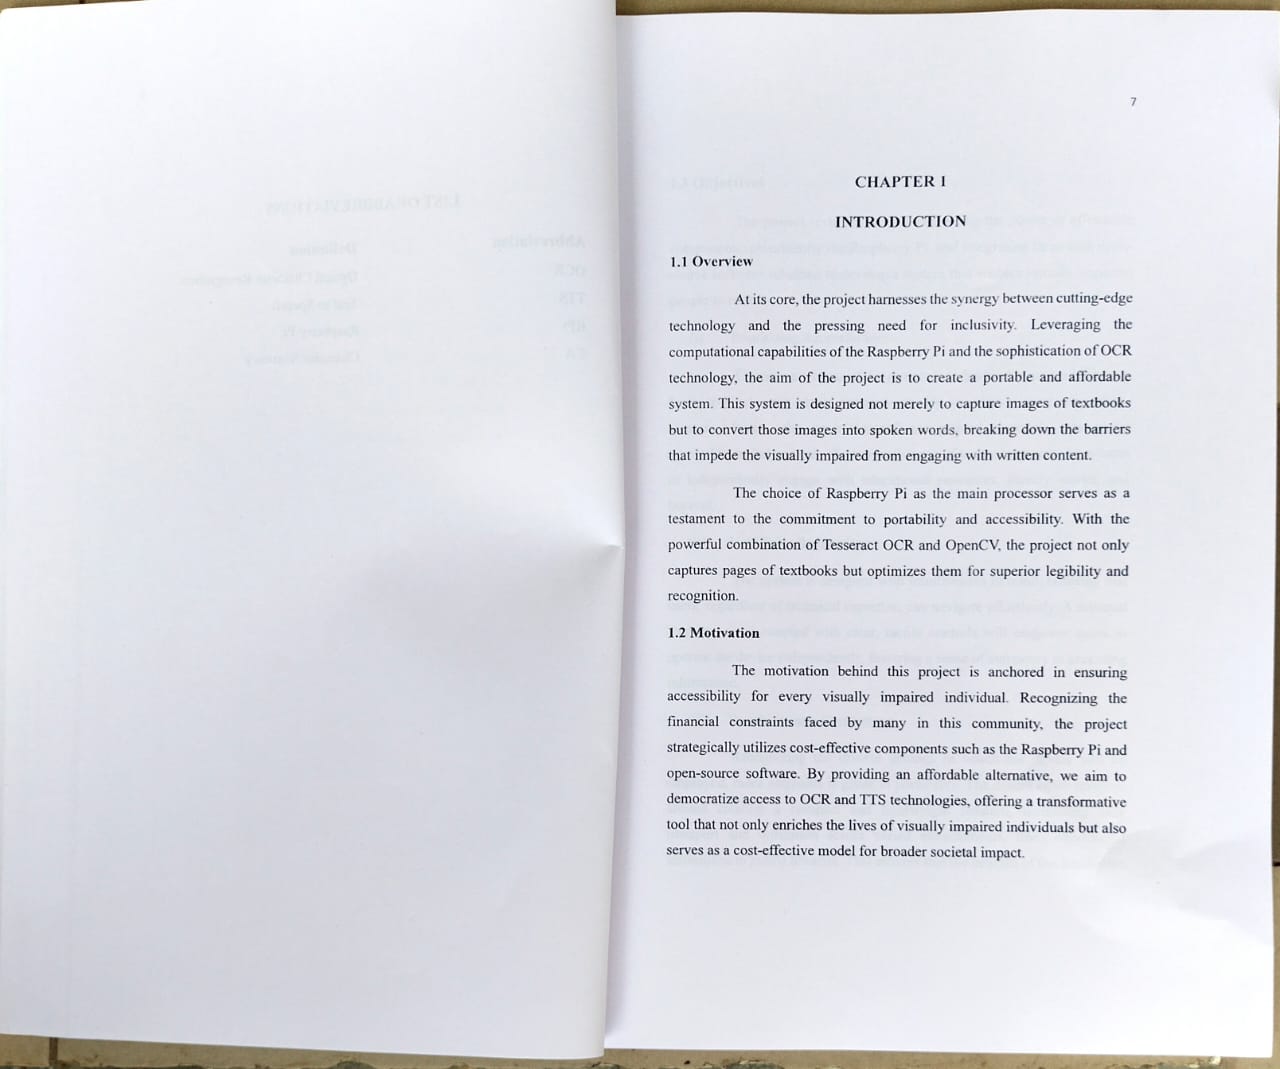 7
CHAPTER I
INTRODUCTION
1.1 Overview
At its core, the project harnesses the synergy between cutting-edge
technology and the pressing need for inclusivity. Leveraging the
computational capabilities of the Raspberry Pi and the sophistication of OCR
technology, the aim of the project is to create a portable and affordable
system. This system is designed not merely to capture images of textbooks
but to convert those images into spoken words, breaking down the barriers
that impede the visually impaired from engaging with written content.
The choice of Raspberry Pi as the main processor serves as a
testament to the commitment to portability and accessibility. With the
powerful combination of Tesseract OCR and OpenCV, the project not only
captures pages of textbooks but optimizes them for superior legibility and
recognition.
1.2 Motivation
The motivation behind this project is anchored in ensuring
accessibility for every visually impaired individual. Recognizing the
financial constraints faced by many in this community, the project
strategically utilizes cost-effective components such as the Raspberry Pi and
open-source software. By providing an affordable alternative, we aim to
democratize access to OCR and TTS technologies, offering a transformative
tool that not only enriches the lives of visually impaired individuals but also
serves as a cost-effective model for broader societal impact.